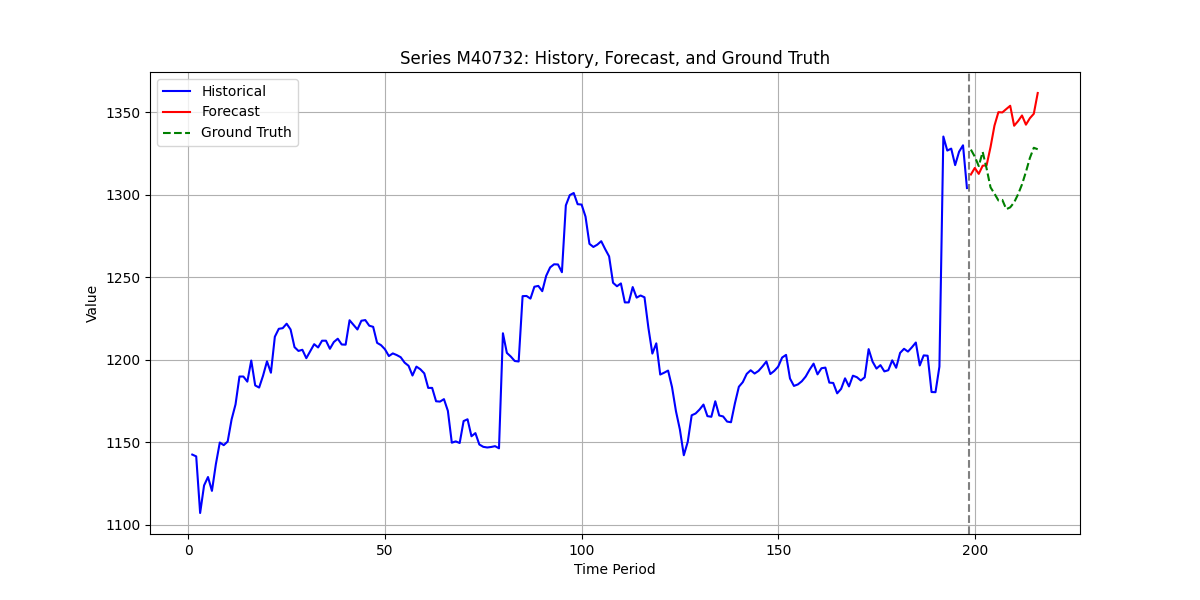 Series M40732: History, Forecast, and Ground Truth
Historical
Forecast
Ground Truth
Value
1350
1300
1250
1200
1150
1100
0 50 100 150 200
Time Period